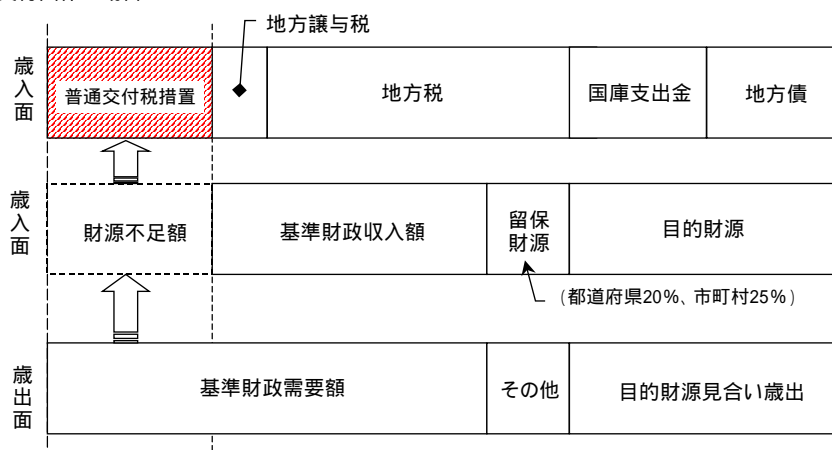 地方譲与税
歳入面
普通交付税措置
地方税
国庫支出金
地方債
歳入面
財源不足額
基準財政収入額
留保
財源
目的財源
(都道府県20%、市町村25%)
歳出面
基準財政需要額
その他
目的財源見合い歳出